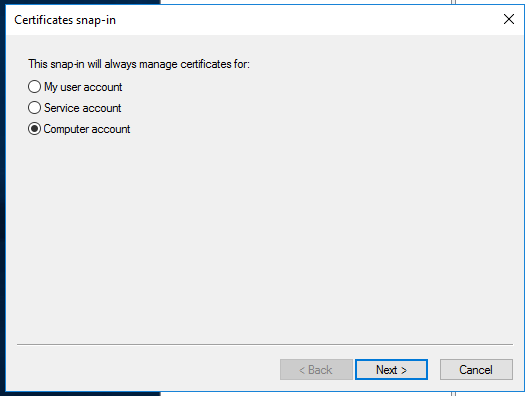 Certificates snap-in
This snap-in will always manage certificates for:
My user account
Service account
Computer account
< Back
Next >
Cancel